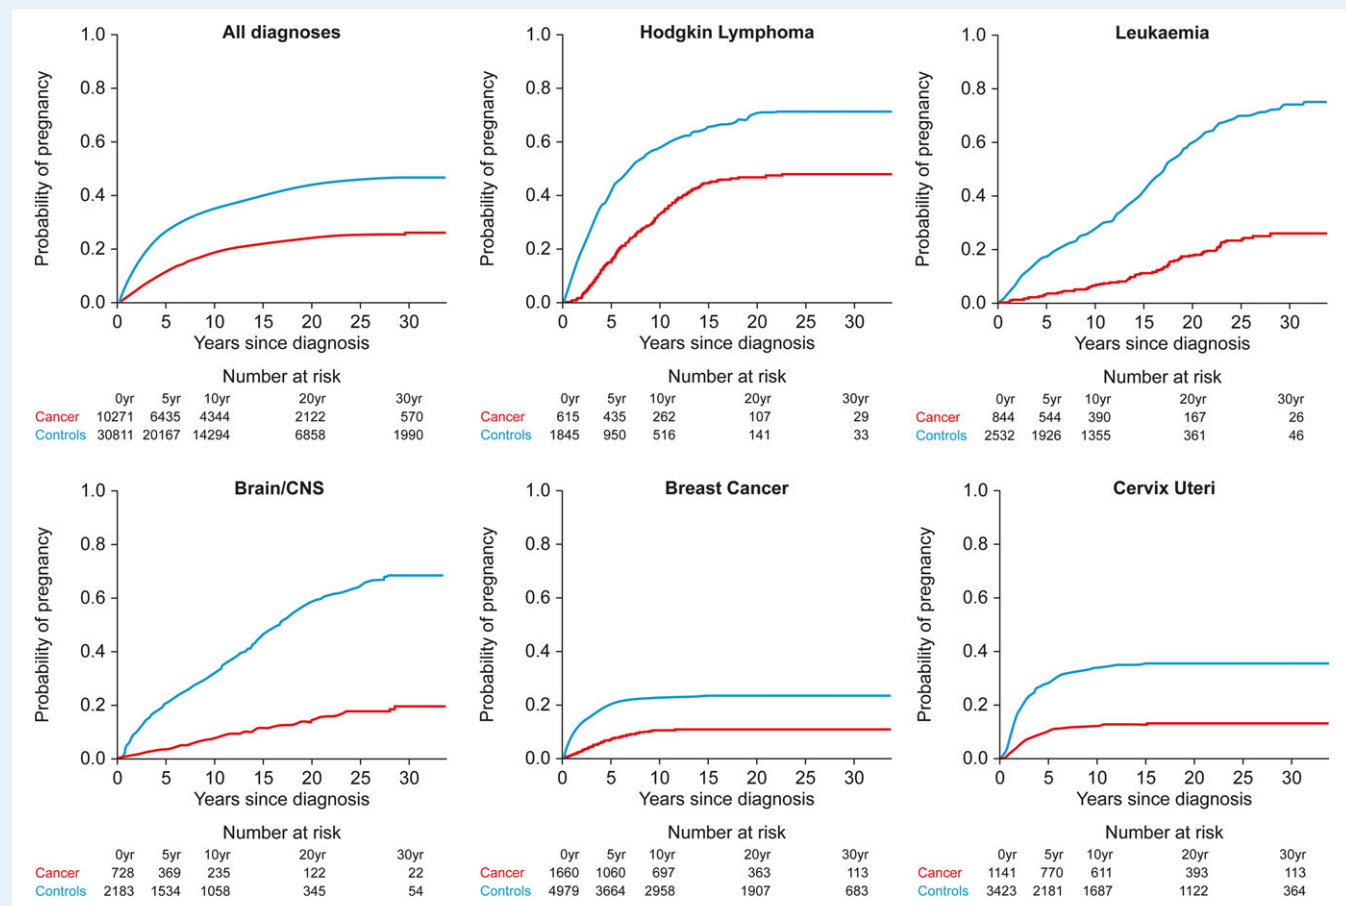 All diagnoses
1.0
0.8
0.6
0.4
0.2
0.0
Probability of pregnancy
0 5 10 15 20 25 30
Years since diagnosis
Number at risk
0yr 5yr 10yr 20yr 30yr
Cancer 10271 6435 4344 2122 570
Controls 30811 20167 14294 6858 1990
Hodgkin Lymphoma
1.0
0.8
0.6
0.4
0.2
0.0
Probability of pregnancy
0 5 10 15 20 25 30
Years since diagnosis
Number at risk
0yr 5yr 10yr 20yr 30yr
Cancer 615 435 262 107 29
Controls 1845 950 516 141 33
Leukaemia
1.0
0.8
0.6
0.4
0.2
0.0
Probability of pregnancy
0 5 10 15 20 25 30
Years since diagnosis
Number at risk
0yr 5yr 10yr 20yr 30yr
Cancer 844 544 390 167 26
Controls 2532 1926 1355 361 46
Brain/CNS
1.0
0.8
0.6
0.4
0.2
0.0
Probability of pregnancy
0 5 10 15 20 25 30
Years since diagnosis
Number at risk
0yr 5yr 10yr 20yr 30yr
Cancer 728 369 235 122 22
Controls 2183 1534 1058 345 54
Breast Cancer
1.0
0.8
0.6
0.4
0.2
0.0
Probability of pregnancy
0 5 10 15 20 25 30
Years since diagnosis
Number at risk
0yr 5yr 10yr 20yr 30yr
Cancer 1660 1060 697 363 113
Controls 4979 3664 2958 1907 683
Cervix Uteri
1.0
0.8
0.6
0.4
0.2
0.0
Probability of pregnancy
0 5 10 15 20 25 30
Years since diagnosis
Number at risk
0yr 5yr 10yr 20yr 30yr
Cancer 1141 770 611 393 113
Controls 3423 2181 1687 1122 364